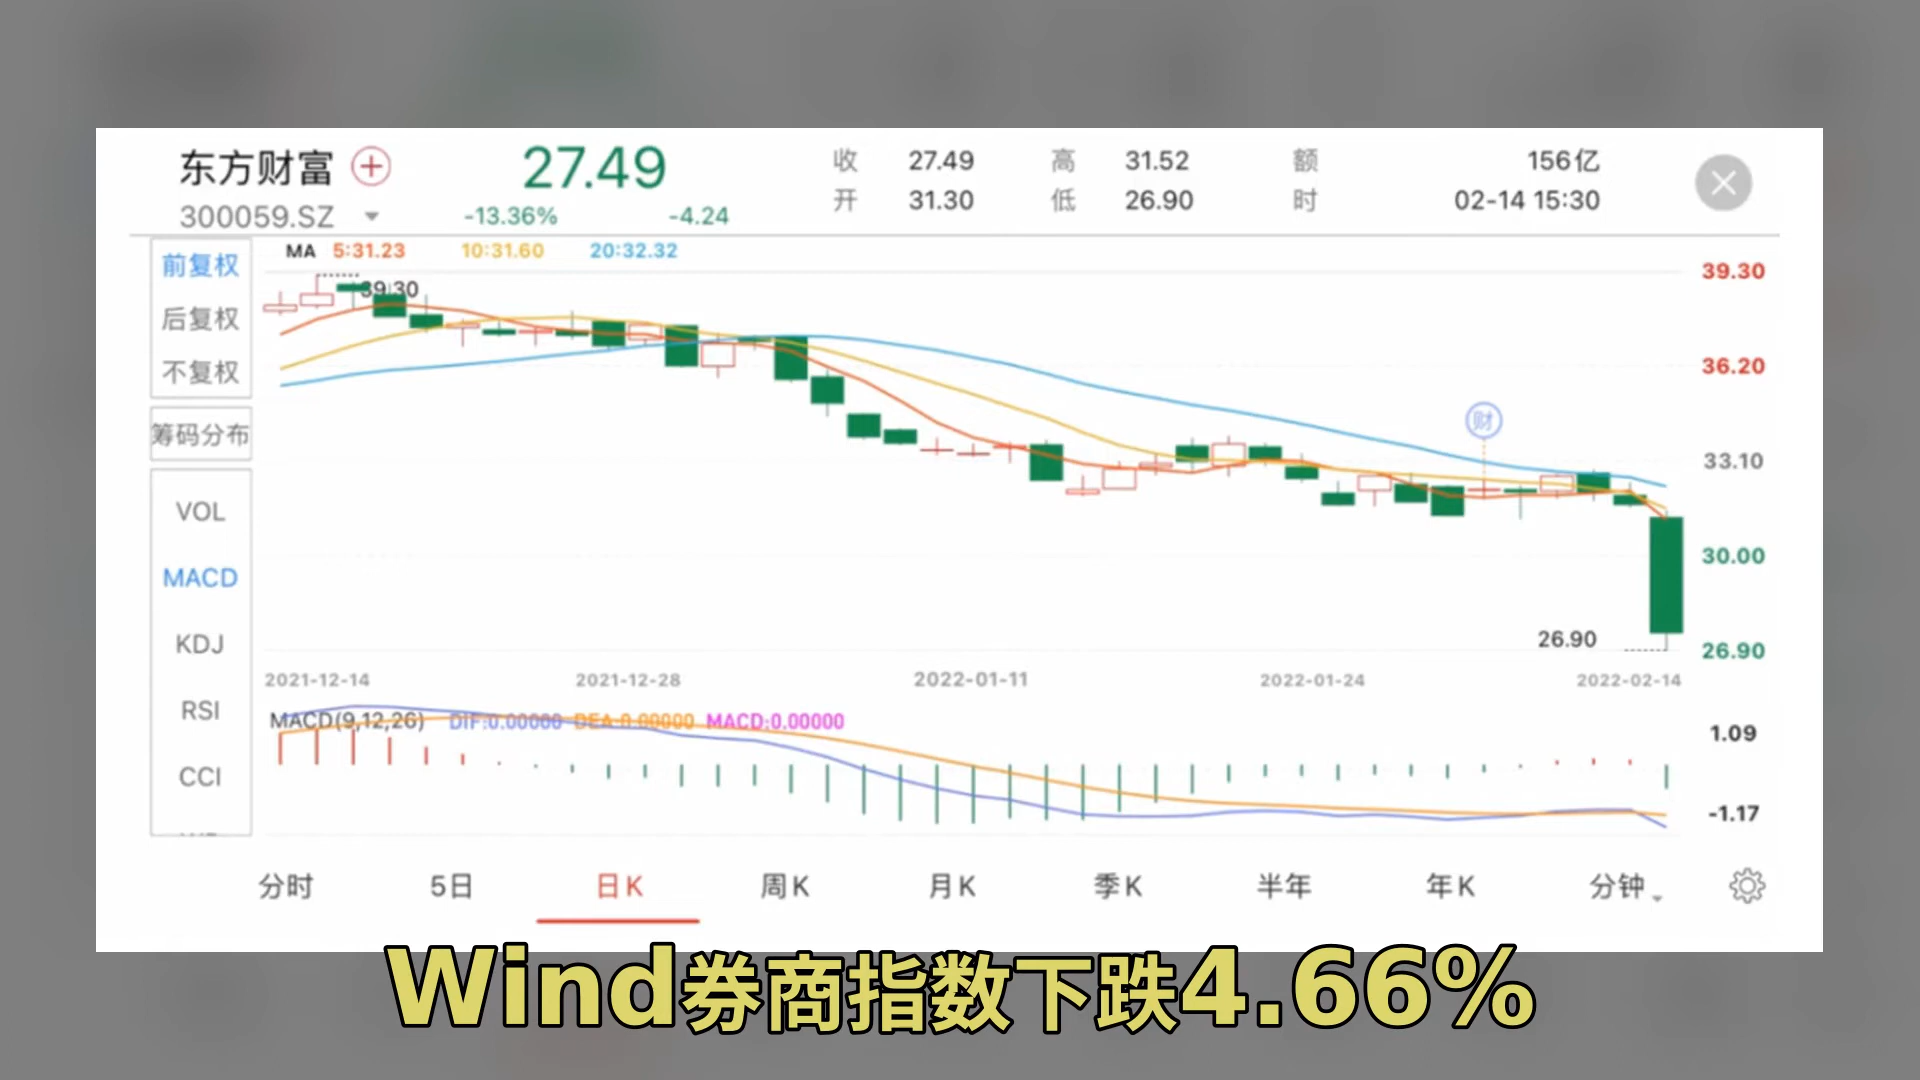 东方财富
27.49
收 27.49 高 31.52 额 156亿
300059.SZ
-13.36% -4.24
开 31.30 低 26.90 时 02-14 15:30
MA 5:31.23 10:31.60 20:32.32
前复权
后复权
不复权
筹码分布
VOL
MACD
KDJ
RSI
CCI
39.30
39.30
36.20
财
33.10
30.00
26.90
26.90
2021-12-14 2021-12-28 2022-01-11 2022-01-24 2022-02-14
MACD(9,12,26) DIF:0.00000 DEA:0.00000 MACD:0.00000
1.09
-1.17
分时 5日 日K 周K 月K 季K 半年 年K 分钟
Wind券商指数下跌4.66%